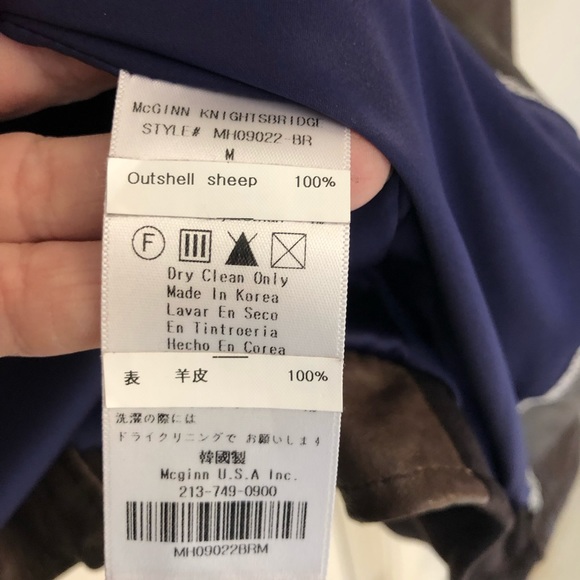 McGINN KNIGHTSBRIDGE
STYLE# MH09022-BR
M
Outshell sheep 100%
F
Dry Clean Only
Made In Korea
Lavar En Seco
En Tintroeria
Hecho En Corea
表 羊皮 100%
洗濯の際には
ドライクリニングで お願いします
韓國製
Mcginn U.S.A Inc.
213-749-0900
MH09022BRM